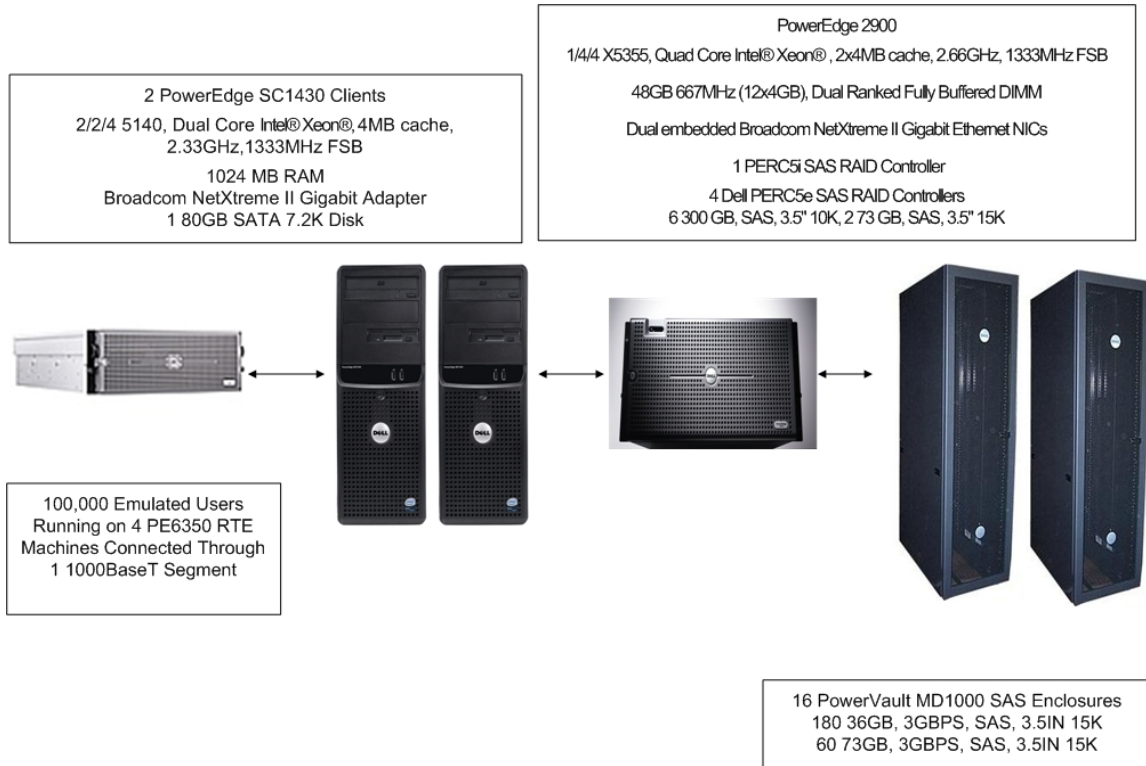 PowerEdge 2900
1/4/4 X5355, Quad Core Intel® Xeon® , 2x4MB cache, 2.66GHz, 1333MHz FSB
48GB 667MHz (12x4GB), Dual Ranked Fully Buffered DIMM
Dual embedded Broadcom NetXtreme II Gigabit Ethernet NICs
1 PERC5i SAS RAID Controller
4 Dell PERC5e SAS RAID Controllers
6 300 GB, SAS, 3.5" 10K, 2 73 GB, SAS, 3.5" 15K
2 PowerEdge SC1430 Clients
2/2/4 5140, Dual Core Intel® Xeon®, 4MB cache,
2.33GHz,1333MHz FSB
1024 MB RAM
Broadcom NetXtreme II Gigabit Adapter
1 80GB SATA 7.2K Disk
DELL
DELL
100,000 Emulated Users
Running on 4 PE6350 RTE
Machines Connected Through
1 1000BaseT Segment
16 PowerVault MD1000 SAS Enclosures
180 36GB, 3GBPS, SAS, 3.5IN 15K
60 73GB, 3GBPS, SAS, 3.5IN 15K